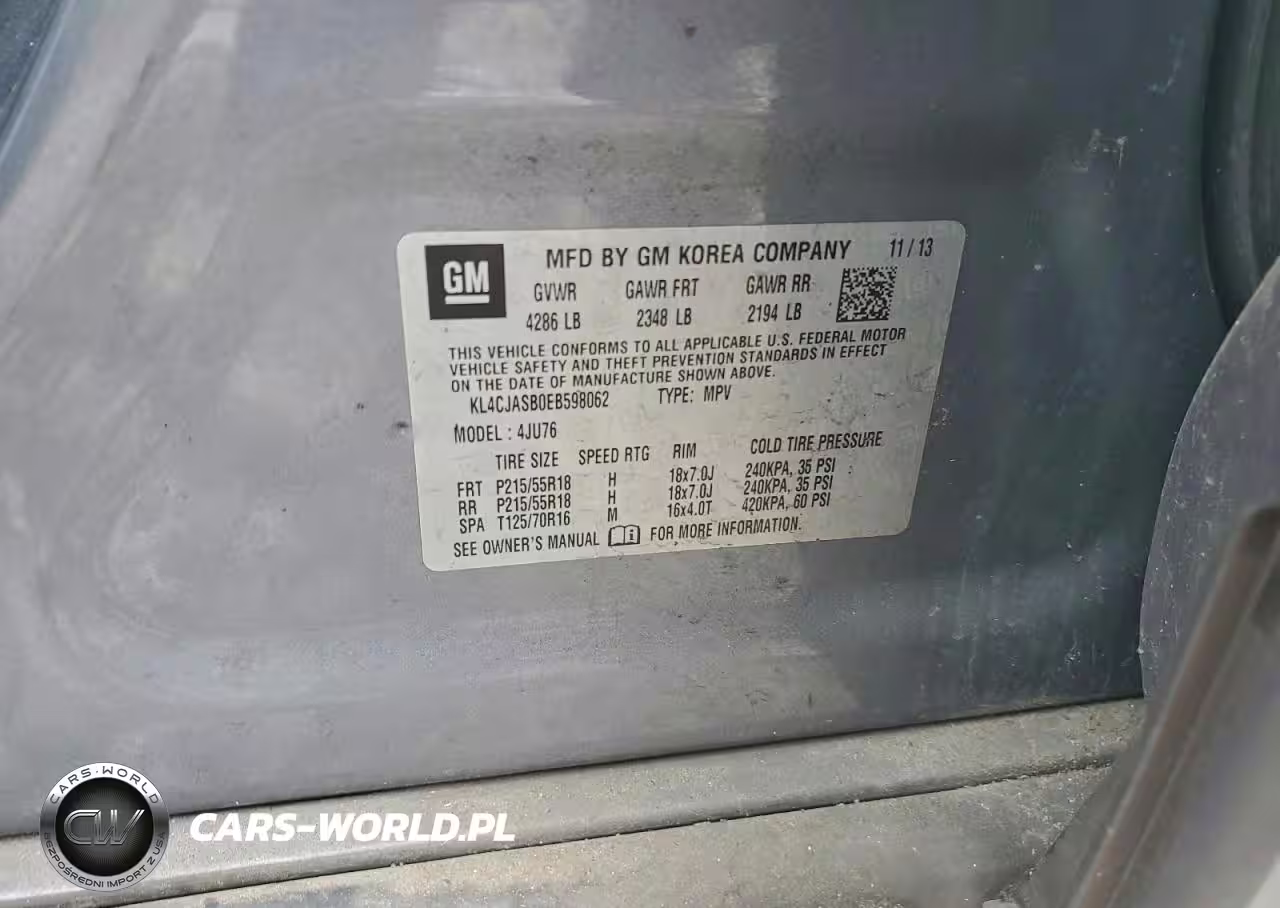 GM
MFD BY GM KOREA COMPANY 11 / 13
GVWR GAWR FRT GAWR RR
4286 LB 2348 LB 2194 LB
THIS VEHICLE CONFORMS TO ALL APPLICABLE U.S. FEDERAL MOTOR
VEHICLE SAFETY AND THEFT PREVENTION STANDARDS IN EFFECT
ON THE DATE OF MANUFACTURE SHOWN ABOVE.
KL4CJASB0EB598062 TYPE: MPV
MODEL : 4JU76
TIRE SIZE SPEED RTG RIM COLD TIRE PRESSURE
FRT P215/55R18 H 18x7.0J 240KPA, 35 PSI
RR P215/55R18 H 18x7.0J 240KPA, 35 PSI
SPA T125/70R16 M 16x4.0T 420KPA, 60 PSI
SEE OWNER'S MANUAL FOR MORE INFORMATION.
CARS-WORLD
CW
BEZPOŚREDNI IMPORT Z USA
CARS-WORLD.PL